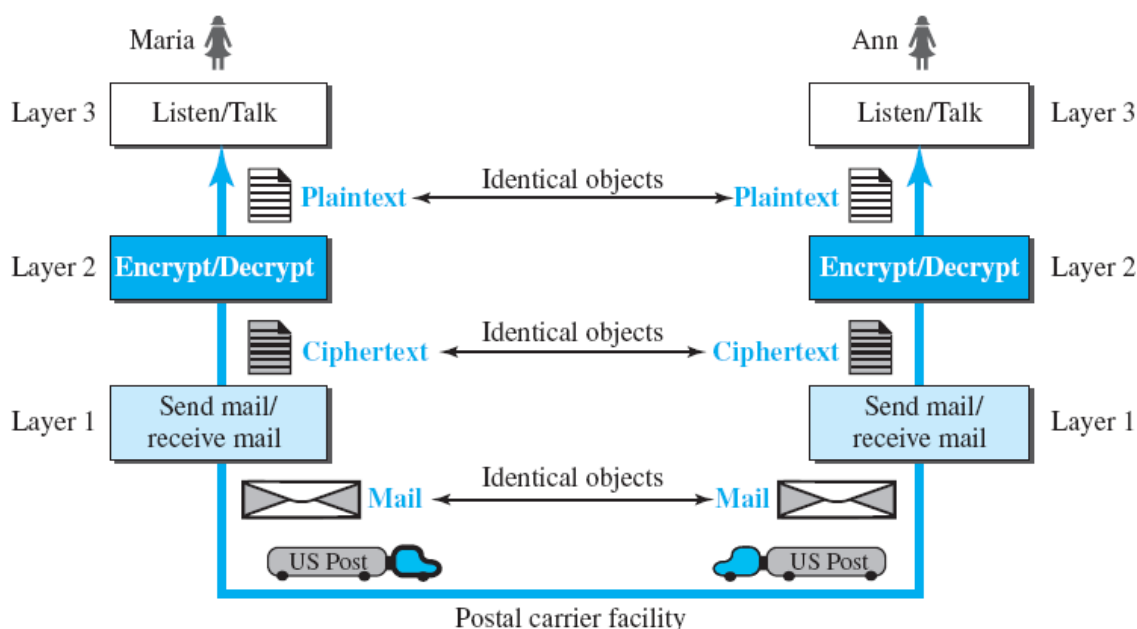 Maria
Ann
Layer 3
Listen/Talk
Listen/Talk
Layer 3
Identical objects
Plaintext
Plaintext
Layer 2
Encrypt/Decrypt
Encrypt/Decrypt
Layer 2
Identical objects
Ciphertext
Ciphertext
Layer 1
Send mail/
receive mail
Send mail/
receive mail
Layer 1
Identical objects
Mail
Mail
US Post
US Post
Postal carrier facility